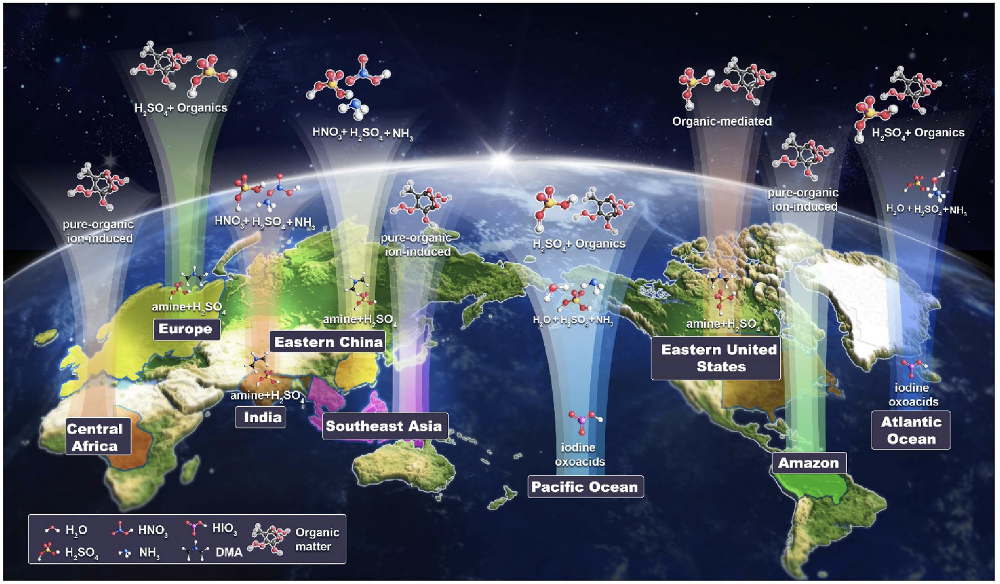 H₂SO₄+ Organics
HNO₃+ H₂SO₄+NH₃
Organic-mediated
H₂SO₄+ Organics
pure-organic
ion-induced
HNO₃+ H₂SO₄+NH₃
pure-organic
ion-induced
H₂SO₄+ Organics
pure-organic
ion-induced
H₂O+H₂SO₄+NH₃
amine+H₂SO₄
Europe
amine+H₂SO₄
Eastern China
H₂O+H₂SO₄+NH₃
amine+H₂SO₄
Eastern United
States
amine+H₂SO₄
India
Central
Africa
Southeast Asia
iodine
oxoacids
Pacific Ocean
iodine
oxoacids
Atlantic
Ocean
Amazon
H₂O
HNO₃
HIO₃
Organic
matter
H₂SO₄
NH₃
DMA